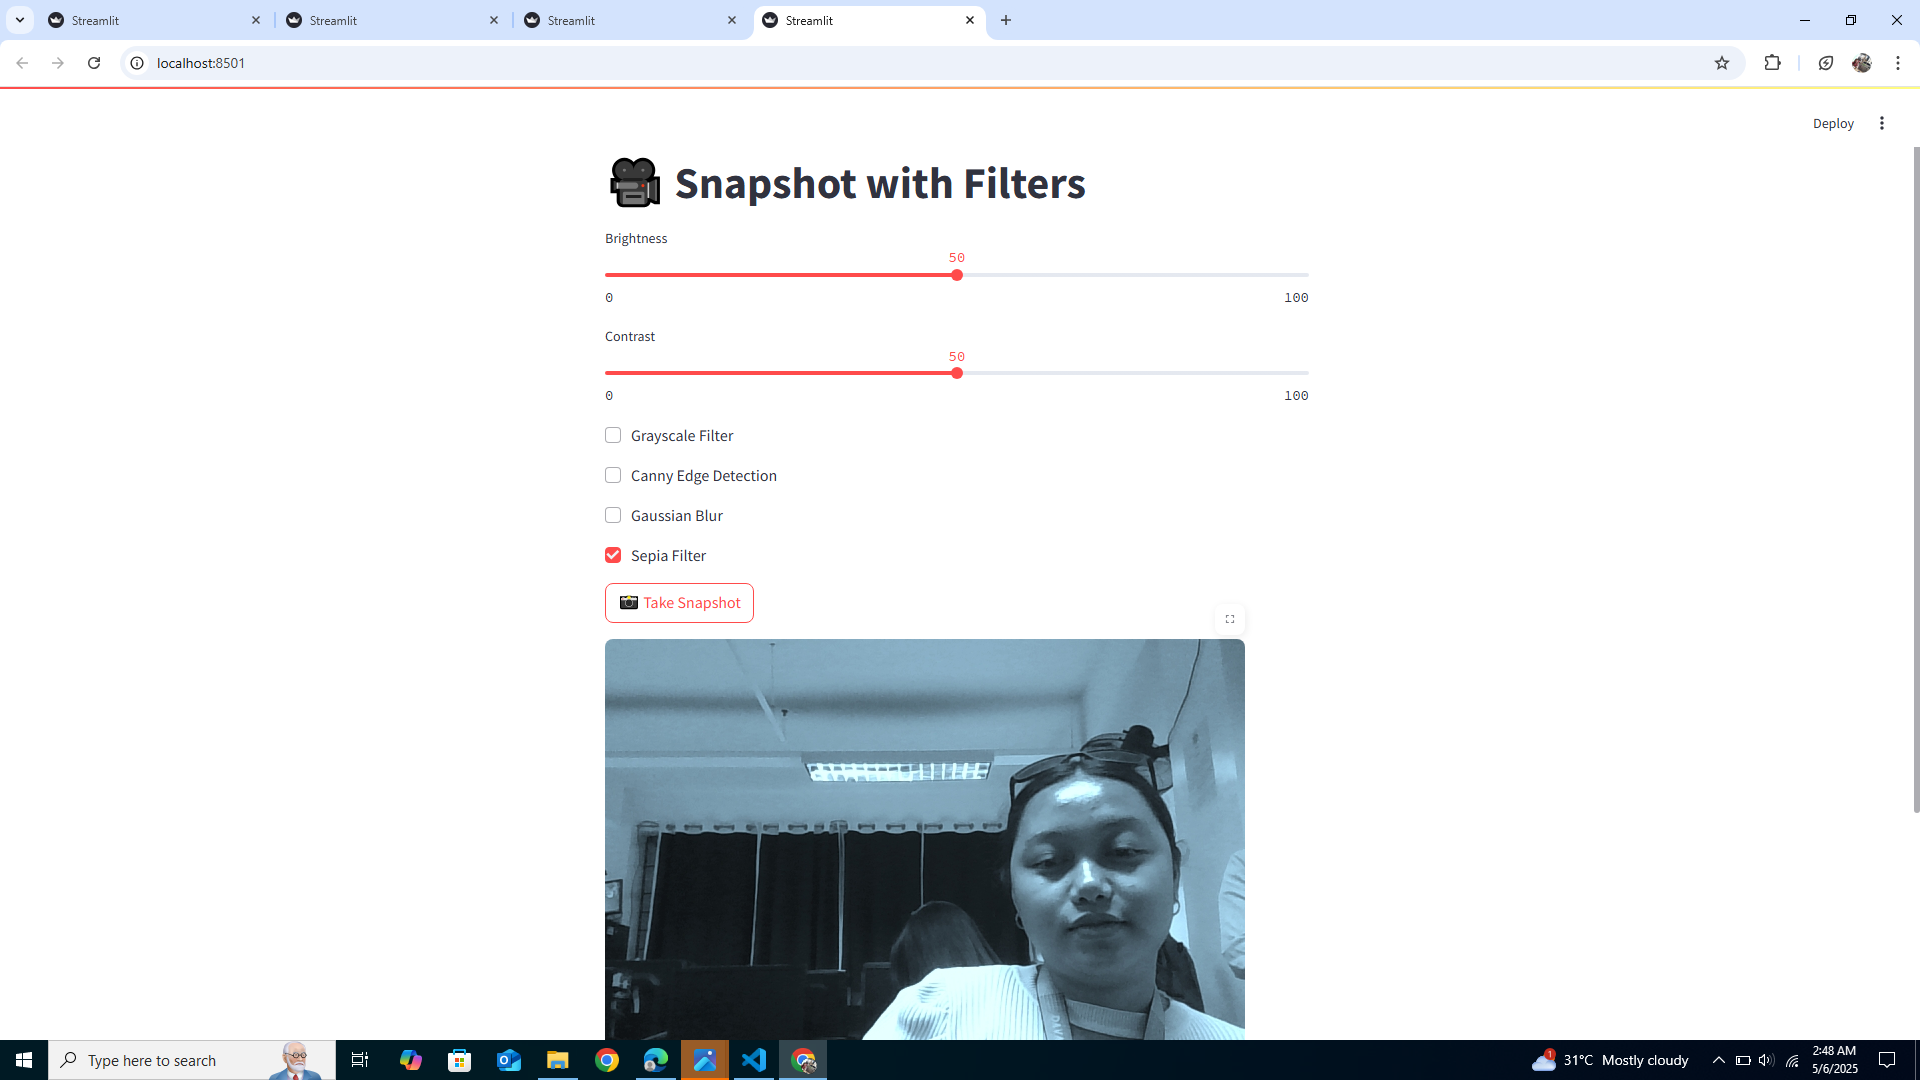 Streamlit
Streamlit
Streamlit
Streamlit
localhost:8501
Deploy
Snapshot with Filters
Brightness
50
0 100
Contrast
50
0 100
Grayscale Filter
Canny Edge Detection
Gaussian Blur
Sepia Filter
Take Snapshot
Type here to search
1
31°C Mostly cloudy
2:48 AM
5/6/2025